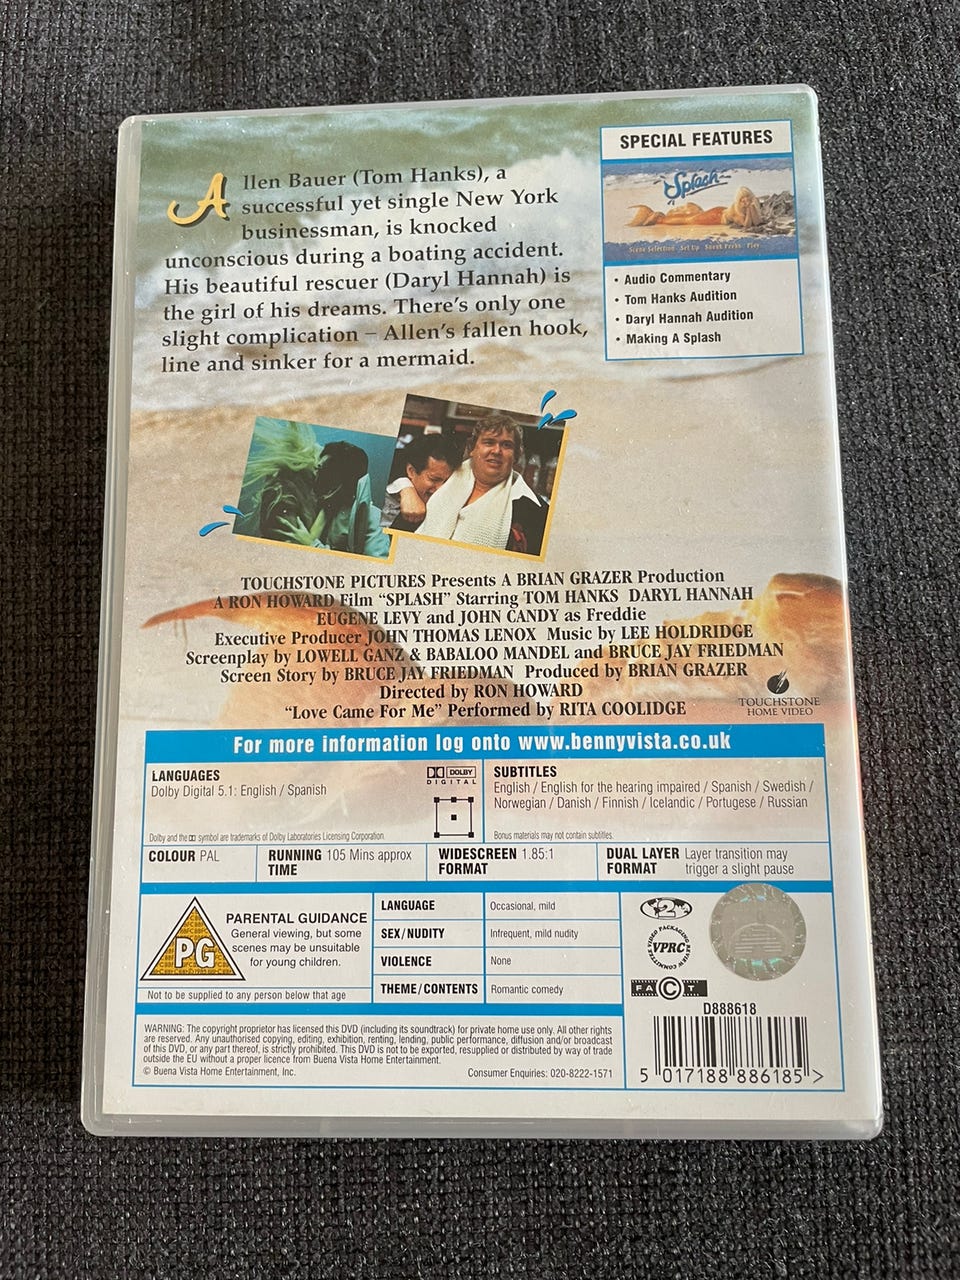 Allen Bauer (Tom Hanks), a
successful yet single New York
businessman, is knocked
unconscious during a boating accident.
His beautiful rescuer (Daryl Hannah) is
the girl of his dreams. There's only one
slight complication – Allen's fallen hook,
line and sinker for a mermaid.
SPECIAL FEATURES
Splash
Scene Selection Set Up Sneak Peeks Play
• Audio Commentary
• Tom Hanks Audition
• Daryl Hannah Audition
• Making A Splash
TOUCHSTONE PICTURES Presents A BRIAN GRAZER Production
A RON HOWARD Film "SPLASH" Starring TOM HANKS DARYL HANNAH
EUGENE LEVY and JOHN CANDY as Freddie
Executive Producer JOHN THOMAS LENOX Music by LEE HOLDRIDGE
Screenplay by LOWELL GANZ & BABALOO MANDEL and BRUCE JAY FRIEDMAN
Screen Story by BRUCE JAY FRIEDMAN Produced by BRIAN GRAZER
Directed by RON HOWARD
"Love Came For Me" Performed by RITA COOLIDGE
TOUCHSTONE
HOME VIDEO
For more information log onto www.bennyvista.co.uk
LANGUAGES
Dolby Digital 5.1: English / Spanish
DOLBY
DIGITAL
Dolby and the symbol are trademarks of Dolby Laboratories Licensing Corporation.
SUBTITLES
English / English for the hearing impaired / Spanish / Swedish /
Norwegian / Danish / Finnish / Icelandic / Portugese / Russian
Bonus materials may not contain subtitles.
COLOUR PAL
RUNNING TIME 105 Mins approx
WIDESCREEN FORMAT 1.85:1
DUAL LAYER FORMAT Layer transition may
trigger a slight pause
PG
PARENTAL GUIDANCE
General viewing, but some
scenes may be unsuitable
for young children.
Not to be supplied to any person below that age
LANGUAGE Occasional, mild
SEX/NUDITY Infrequent, mild nudity
VIOLENCE None
THEME/CONTENTS Romantic comedy
2
VIDEO PACKAGING REVIEW COMMITTEE
VPRC
FACT
D888618
5 017188 886185 >
WARNING: The copyright proprietor has licensed this DVD (including its soundtrack) for private home use only. All other rights
are reserved. Any unauthorised copying, editing, exhibition, renting, lending, public performance, diffusion and/or broadcast
of this DVD, or any part thereof, is strictly prohibited. This DVD is not to be exported, resupplied or distributed by way of trade
outside the EU without a proper licence from Buena Vista Home Entertainment.
© Buena Vista Home Entertainment, Inc.
Consumer Enquiries: 020-8222-1571